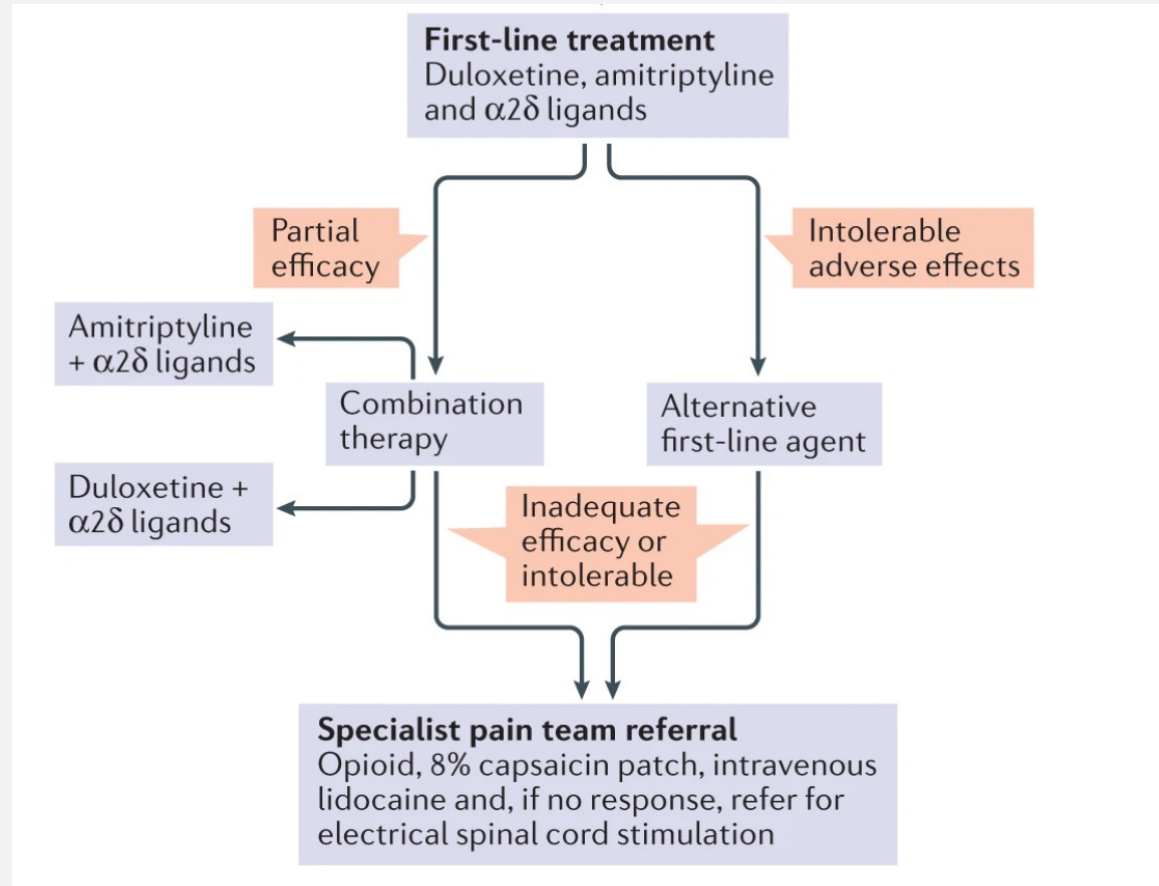 First-line treatment
Duloxetine, amitriptyline
and α2δ ligands
Partial
efficacy
Intolerable
adverse effects
Amitriptyline
+ α2δ ligands
Combination
therapy
Alternative
first-line agent
Duloxetine +
α2δ ligands
Inadequate
efficacy or
intolerable
Specialist pain team referral
Opioid, 8% capsaicin patch, intravenous
lidocaine and, if no response, refer for
electrical spinal cord stimulation